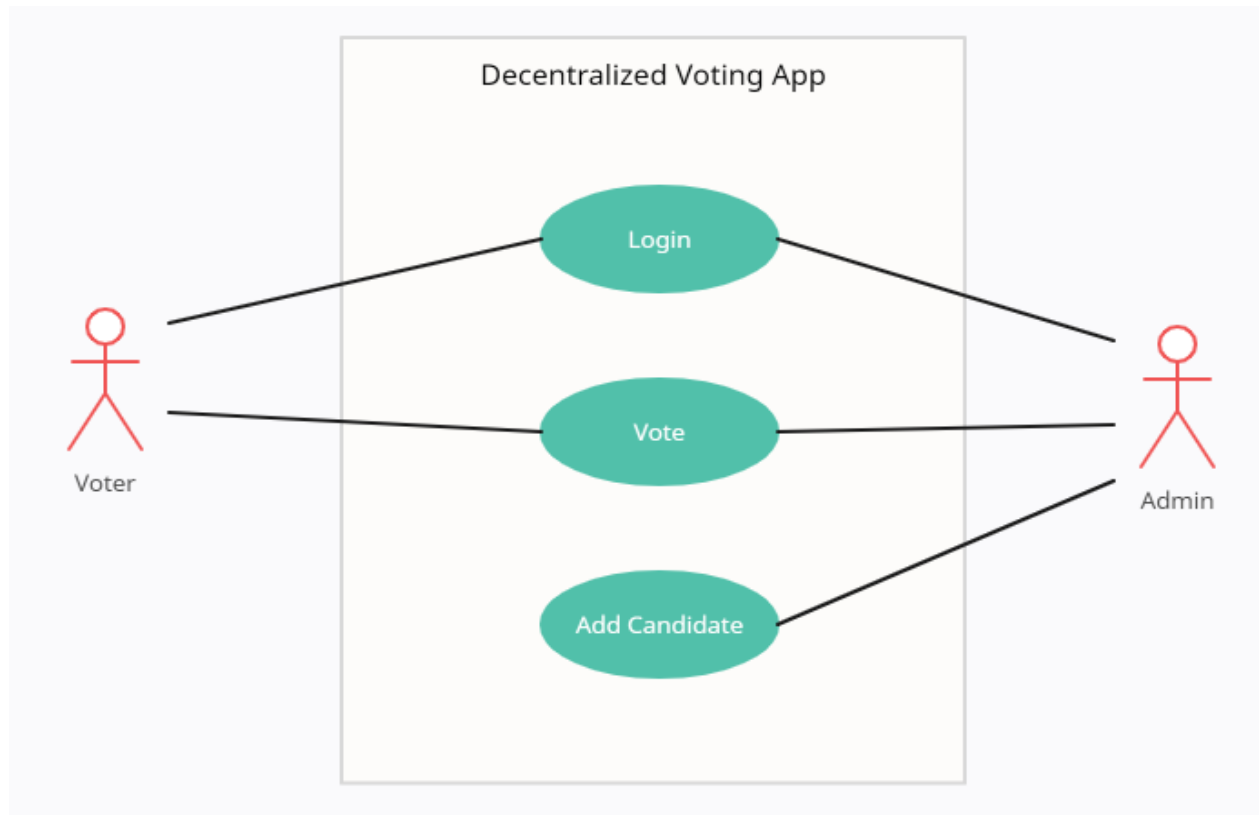 Decentralized Voting App
Login
Vote
Voter
Admin
Add Candidate